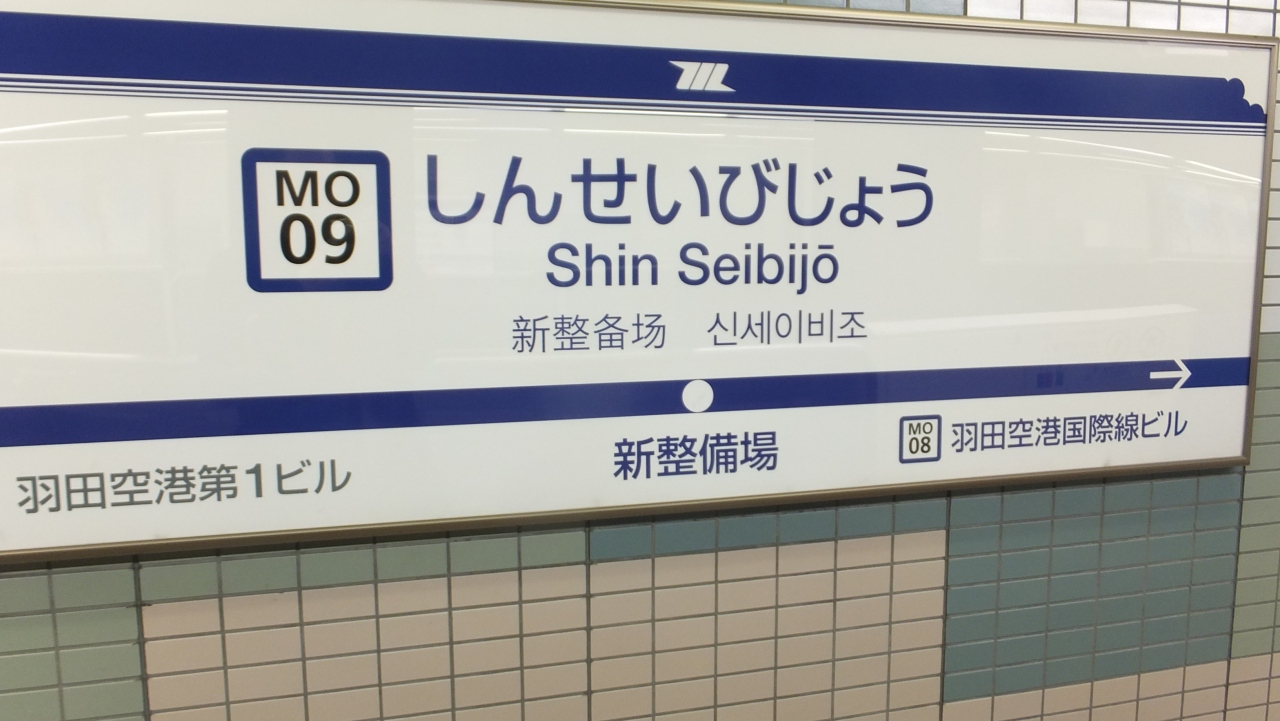 MO
09
しんせいびじょう
Shin Seibijō
新整备场 신세이비조
新整備場
羽田空港第1ビル
MO
08
羽田空港国際線ビル